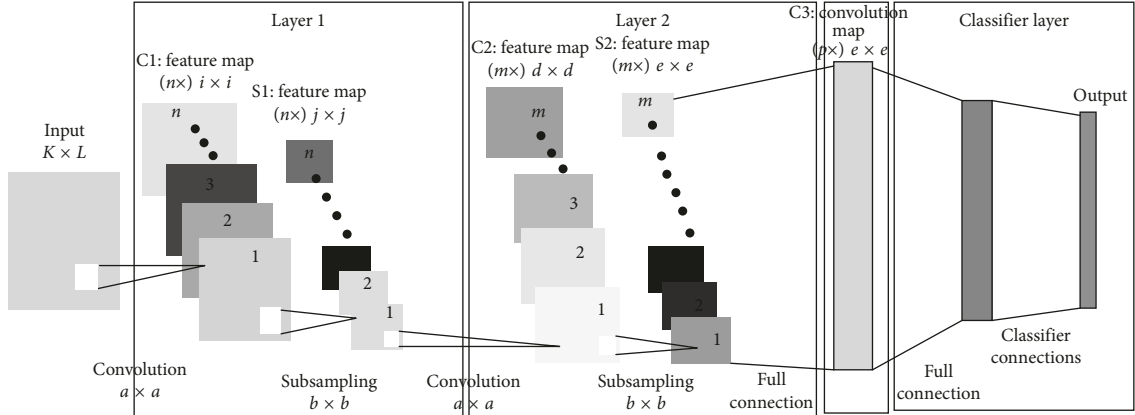 Layer 1
Layer 2
C3: convolution
map
(p×) e × e
Classifier layer
C1: feature map
(n×) i × i
S1: feature map
(n×) j × j
C2: feature map
(m×) d × d
S2: feature map
(m×) e × e
Input
K × L
Output
n
3
2
1
n
2
1
m
3
2
1
m
2
1
Convolution
a × a
Subsampling
b × b
Convolution
a × a
Subsampling
b × b
Full
connection
Full
connection
Classifier
connections